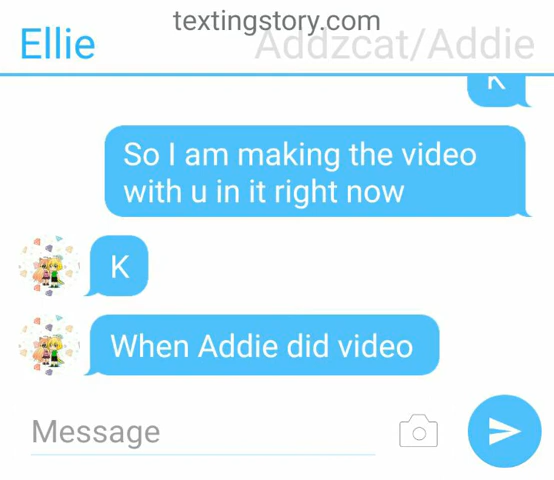 textingstory.com
Ellie Addzcat/Addie
K
So I am making the video
with u in it right now
K
When Addie did video
Message